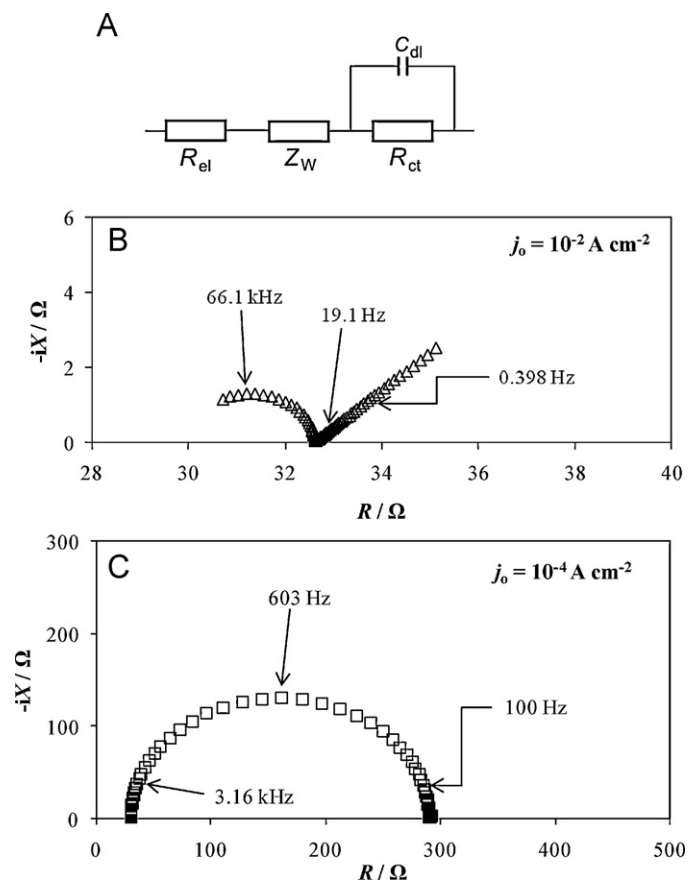 A
C_dl
R_el Z_W R_ct
B
j_o = 10^-2 A cm^-2
-iX / Ω
6
4
2
0
66.1 kHz
19.1 Hz
0.398 Hz
28 30 32 34 36 38 40
R / Ω
C
j_o = 10^-4 A cm^-2
-iX / Ω
300
200
100
0
603 Hz
100 Hz
3.16 kHz
0 100 200 300 400 500
R / Ω